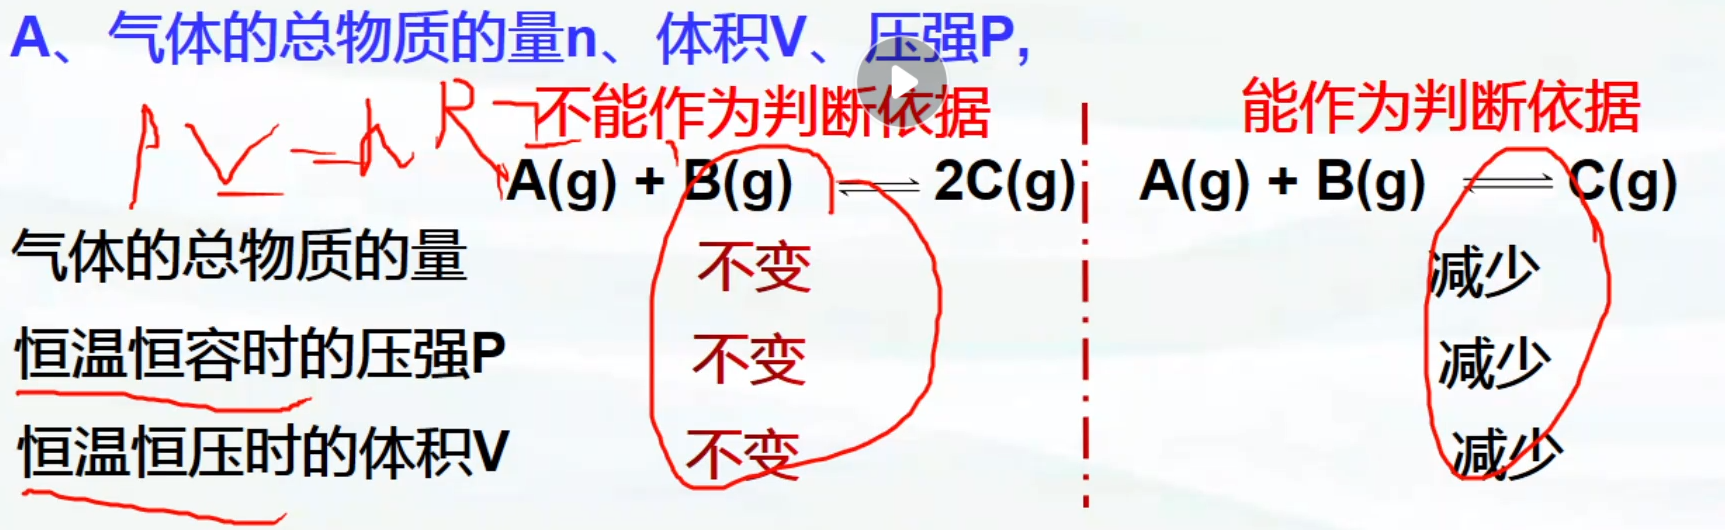 A、气体的总物质的量n、体积V、压强P,
不能作为判断依据 能作为判断依据
PV=nRT
A(g) + B(g) ⇌ 2C(g) A(g) + B(g) ⇌ C(g)
气体的总物质的量 不变 减少
恒温恒容时的压强P 不变 减少
恒温恒压时的体积V 不变 减少